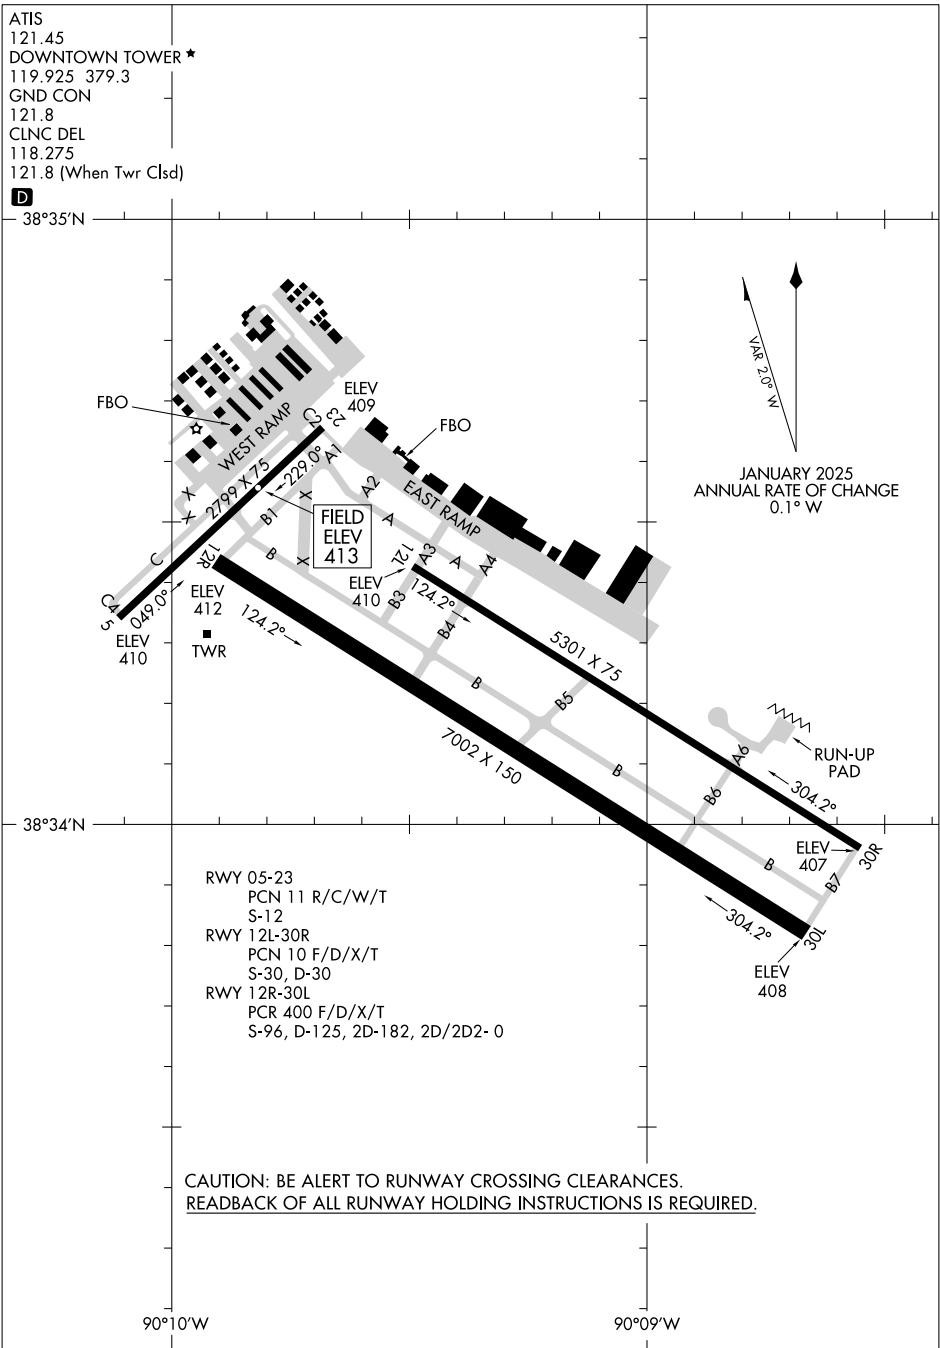 ATIS
121.45
DOWNTOWN TOWER ★
119.925 379.3
GND CON
121.8
CLNC DEL
118.275
121.8 (When Twr Clsd)
D
38°35'N
VAR 2.0° W
JANUARY 2025
ANNUAL RATE OF CHANGE
0.1° W
FBO
WEST RAMP
ELEV
409
C2
23
FBO
EAST RAMP
2799 X 75
229.0°
A1
A2
A
X
X
X
X
B1
FIELD
ELEV
413
C
C4
5
049.0°
ELEV
410
12R
ELEV
412
TWR
B
124.2°
12L
ELEV
410
A3
A
A4
B3
124.2°
B4
5301 X 75
B
B5
7002 X 150
B
A6
RUN-UP
PAD
B6
304.2°
38°34'N
ELEV
407
30R
B
B7
304.2°
30L
ELEV
408
RWY 05-23
PCN 11 R/C/W/T
S-12
RWY 12L-30R
PCN 10 F/D/X/T
S-30, D-30
RWY 12R-30L
PCR 400 F/D/X/T
S-96, D-125, 2D-182, 2D/2D2- 0
CAUTION: BE ALERT TO RUNWAY CROSSING CLEARANCES.
READBACK OF ALL RUNWAY HOLDING INSTRUCTIONS IS REQUIRED.
90°10'W
90°09'W